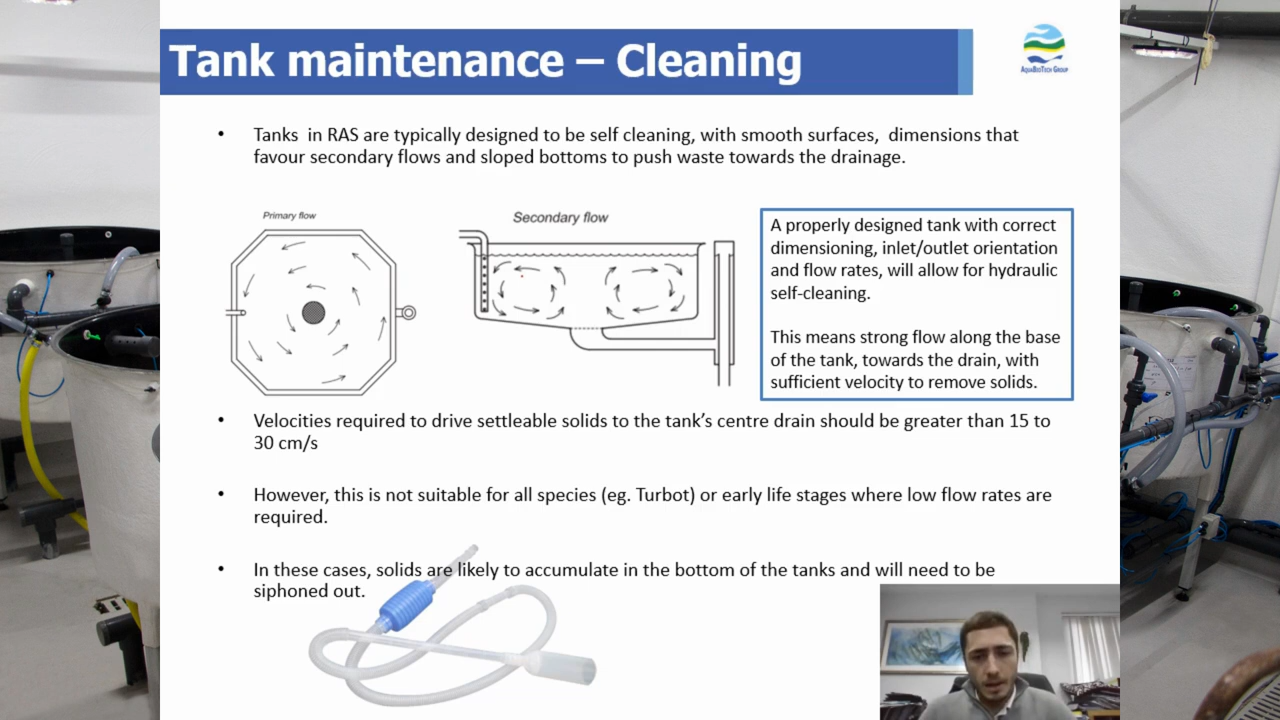 Tank maintenance – Cleaning
AQUABIOTECH GROUP
• Tanks in RAS are typically designed to be self cleaning, with smooth surfaces, dimensions that
favour secondary flows and sloped bottoms to push waste towards the drainage.
Primary flow
Secondary flow
A properly designed tank with correct
dimensioning, inlet/outlet orientation
and flow rates, will allow for hydraulic
self-cleaning.
This means strong flow along the base
of the tank, towards the drain, with
sufficient velocity to remove solids.
• Velocities required to drive settleable solids to the tank's centre drain should be greater than 15 to
30 cm/s
• However, this is not suitable for all species (eg. Turbot) or early life stages where low flow rates are
required.
• In these cases, solids are likely to accumulate in the bottom of the tanks and will need to be
siphoned out.